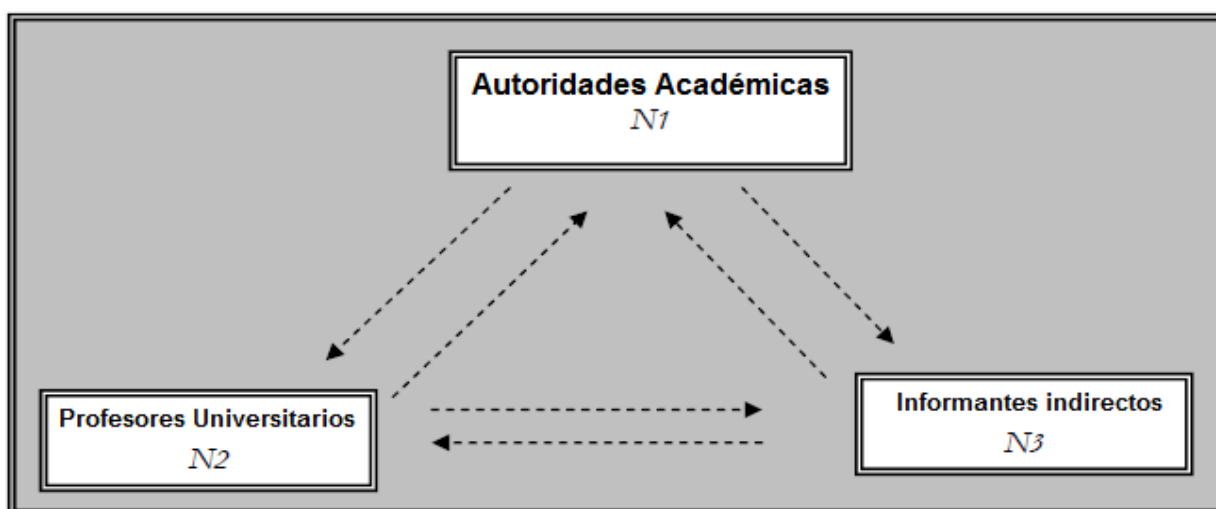 Autoridades Académicas
N1
Profesores Universitarios
N2
Informantes indirectos
N3